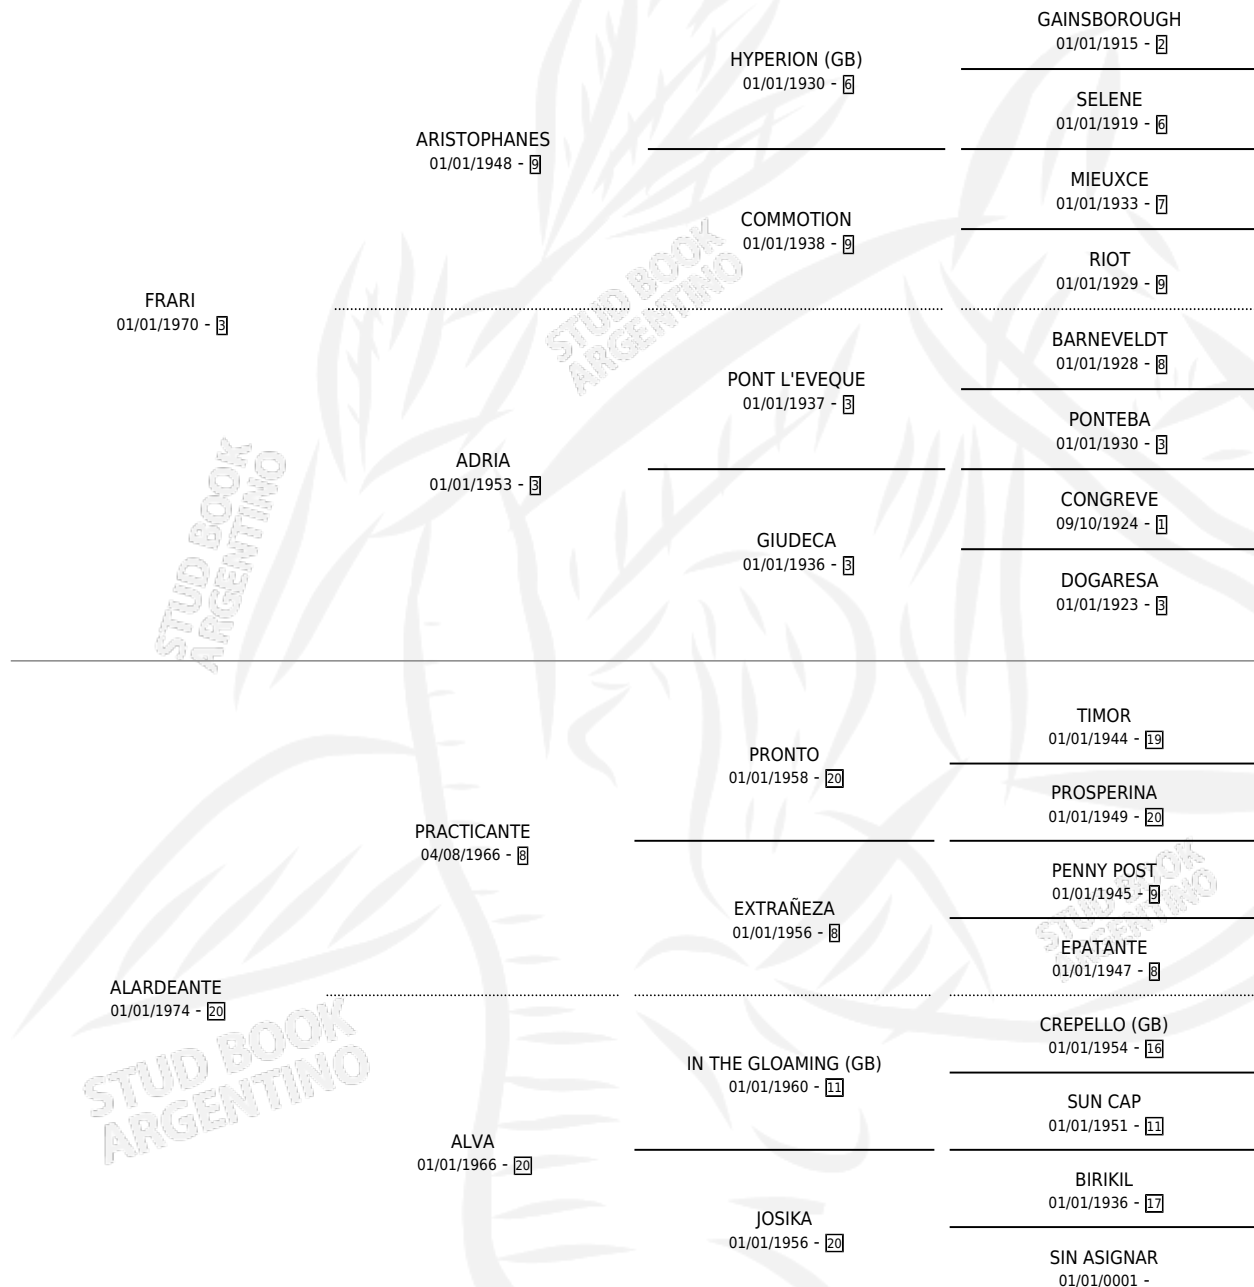 GAINSBOROUGH
01/01/1915 - 2
HYPERION (GB)
01/01/1930 - 6
SELENE
01/01/1919 - 6
ARISTOPHANES
01/01/1948 - 9
MIEUXCE
01/01/1933 - 7
COMMOTION
01/01/1938 - 9
RIOT
01/01/1929 - 9
FRARI
01/01/1970 - 3
STUD BOOK
ARGENTINO
BARNEVELDT
01/01/1928 - 8
PONT L'EVEQUE
01/01/1937 - 3
PONTEBA
01/01/1930 - 3
ADRIA
01/01/1953 - 3
CONGREVE
09/10/1924 - 1
GIUDECA
01/01/1936 - 3
DOGARESA
01/01/1923 - 3
STUD BOOK
ARGENTINO
TIMOR
01/01/1944 - 19
PRONTO
01/01/1958 - 20
PROSPERINA
01/01/1949 - 20
PRACTICANTE
04/08/1966 - 8
PENNY POST
01/01/1945 - 9
EXTRAÑEZA
01/01/1956 - 8
EPATANTE
01/01/1947 - 8
STUD BOOK
ARGENTINO
ALARDEANTE
01/01/1974 - 20
STUD BOOK
ARGENTINO
CREPELLO (GB)
01/01/1954 - 16
IN THE GLOAMING (GB)
01/01/1960 - 11
SUN CAP
01/01/1951 - 11
ALVA
01/01/1966 - 20
BIRIKIL
01/01/1936 - 17
JOSIKA
01/01/1956 - 20
SIN ASIGNAR
01/01/0001 -